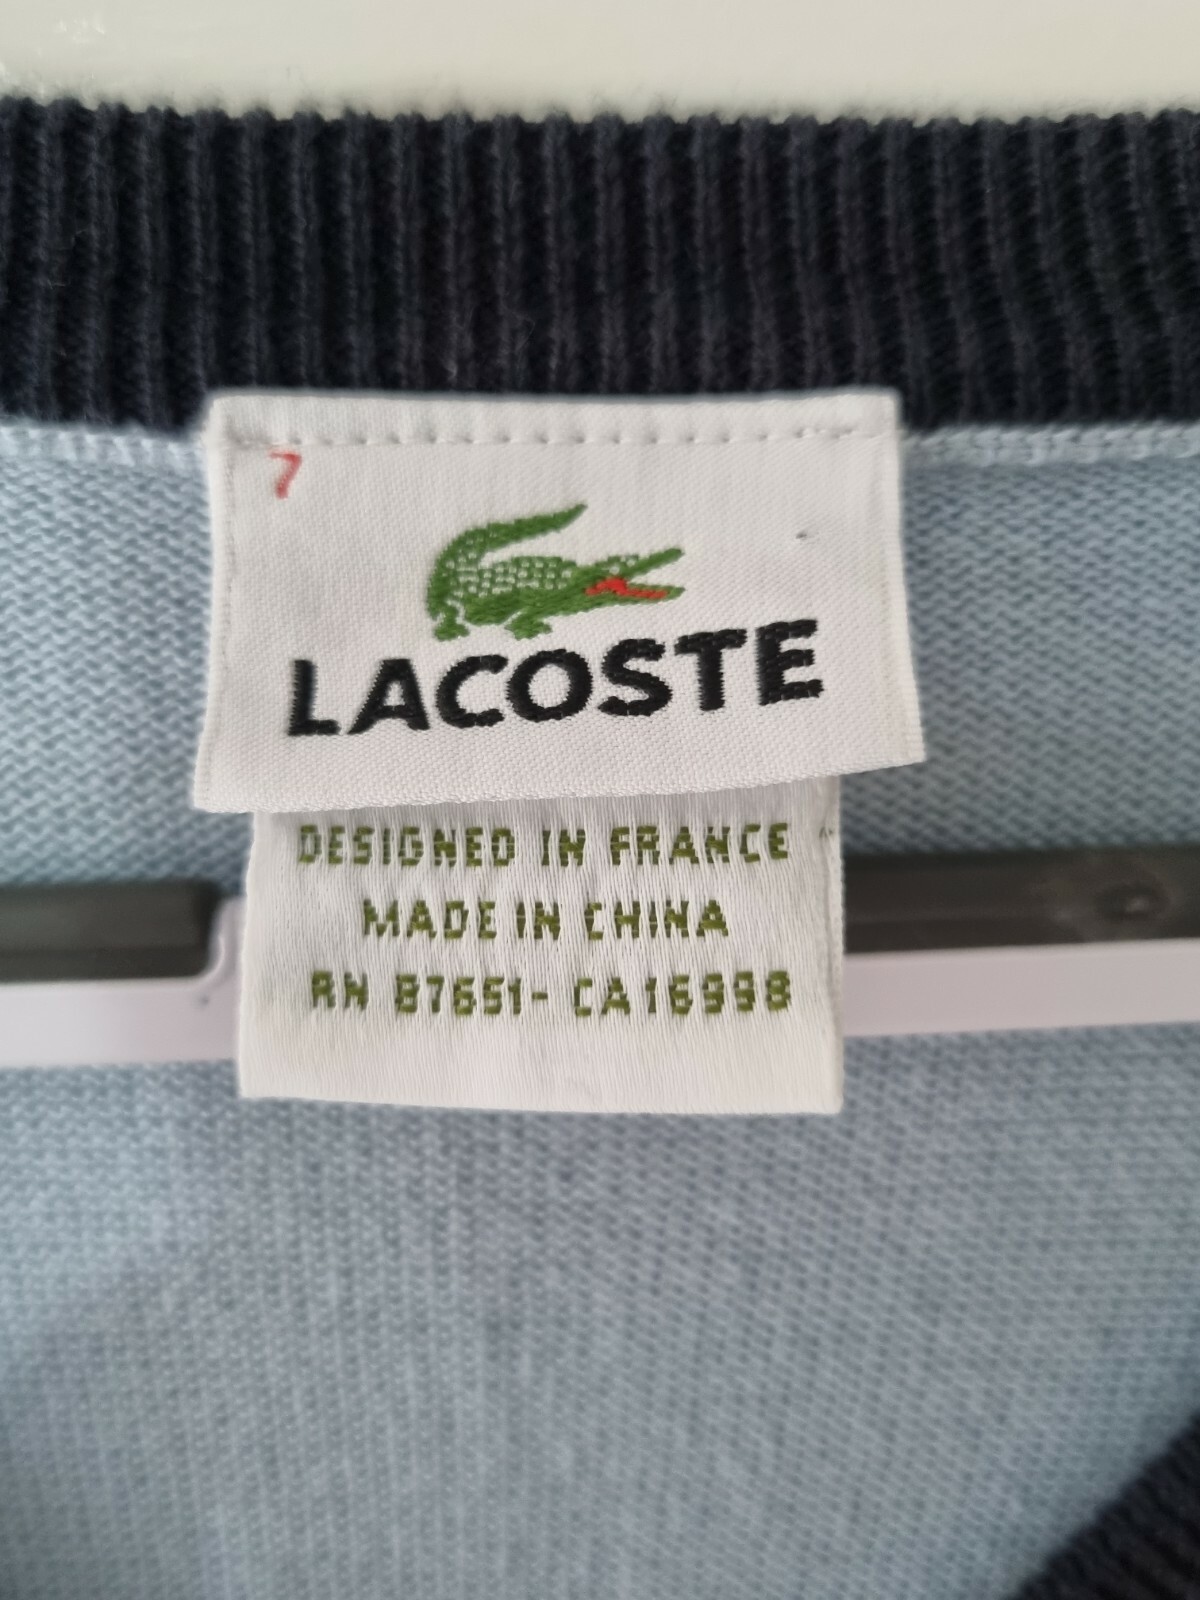 7
LACOSTE
DESIGNED IN FRANCE
MADE IN CHINA
RN 87651- CA16998